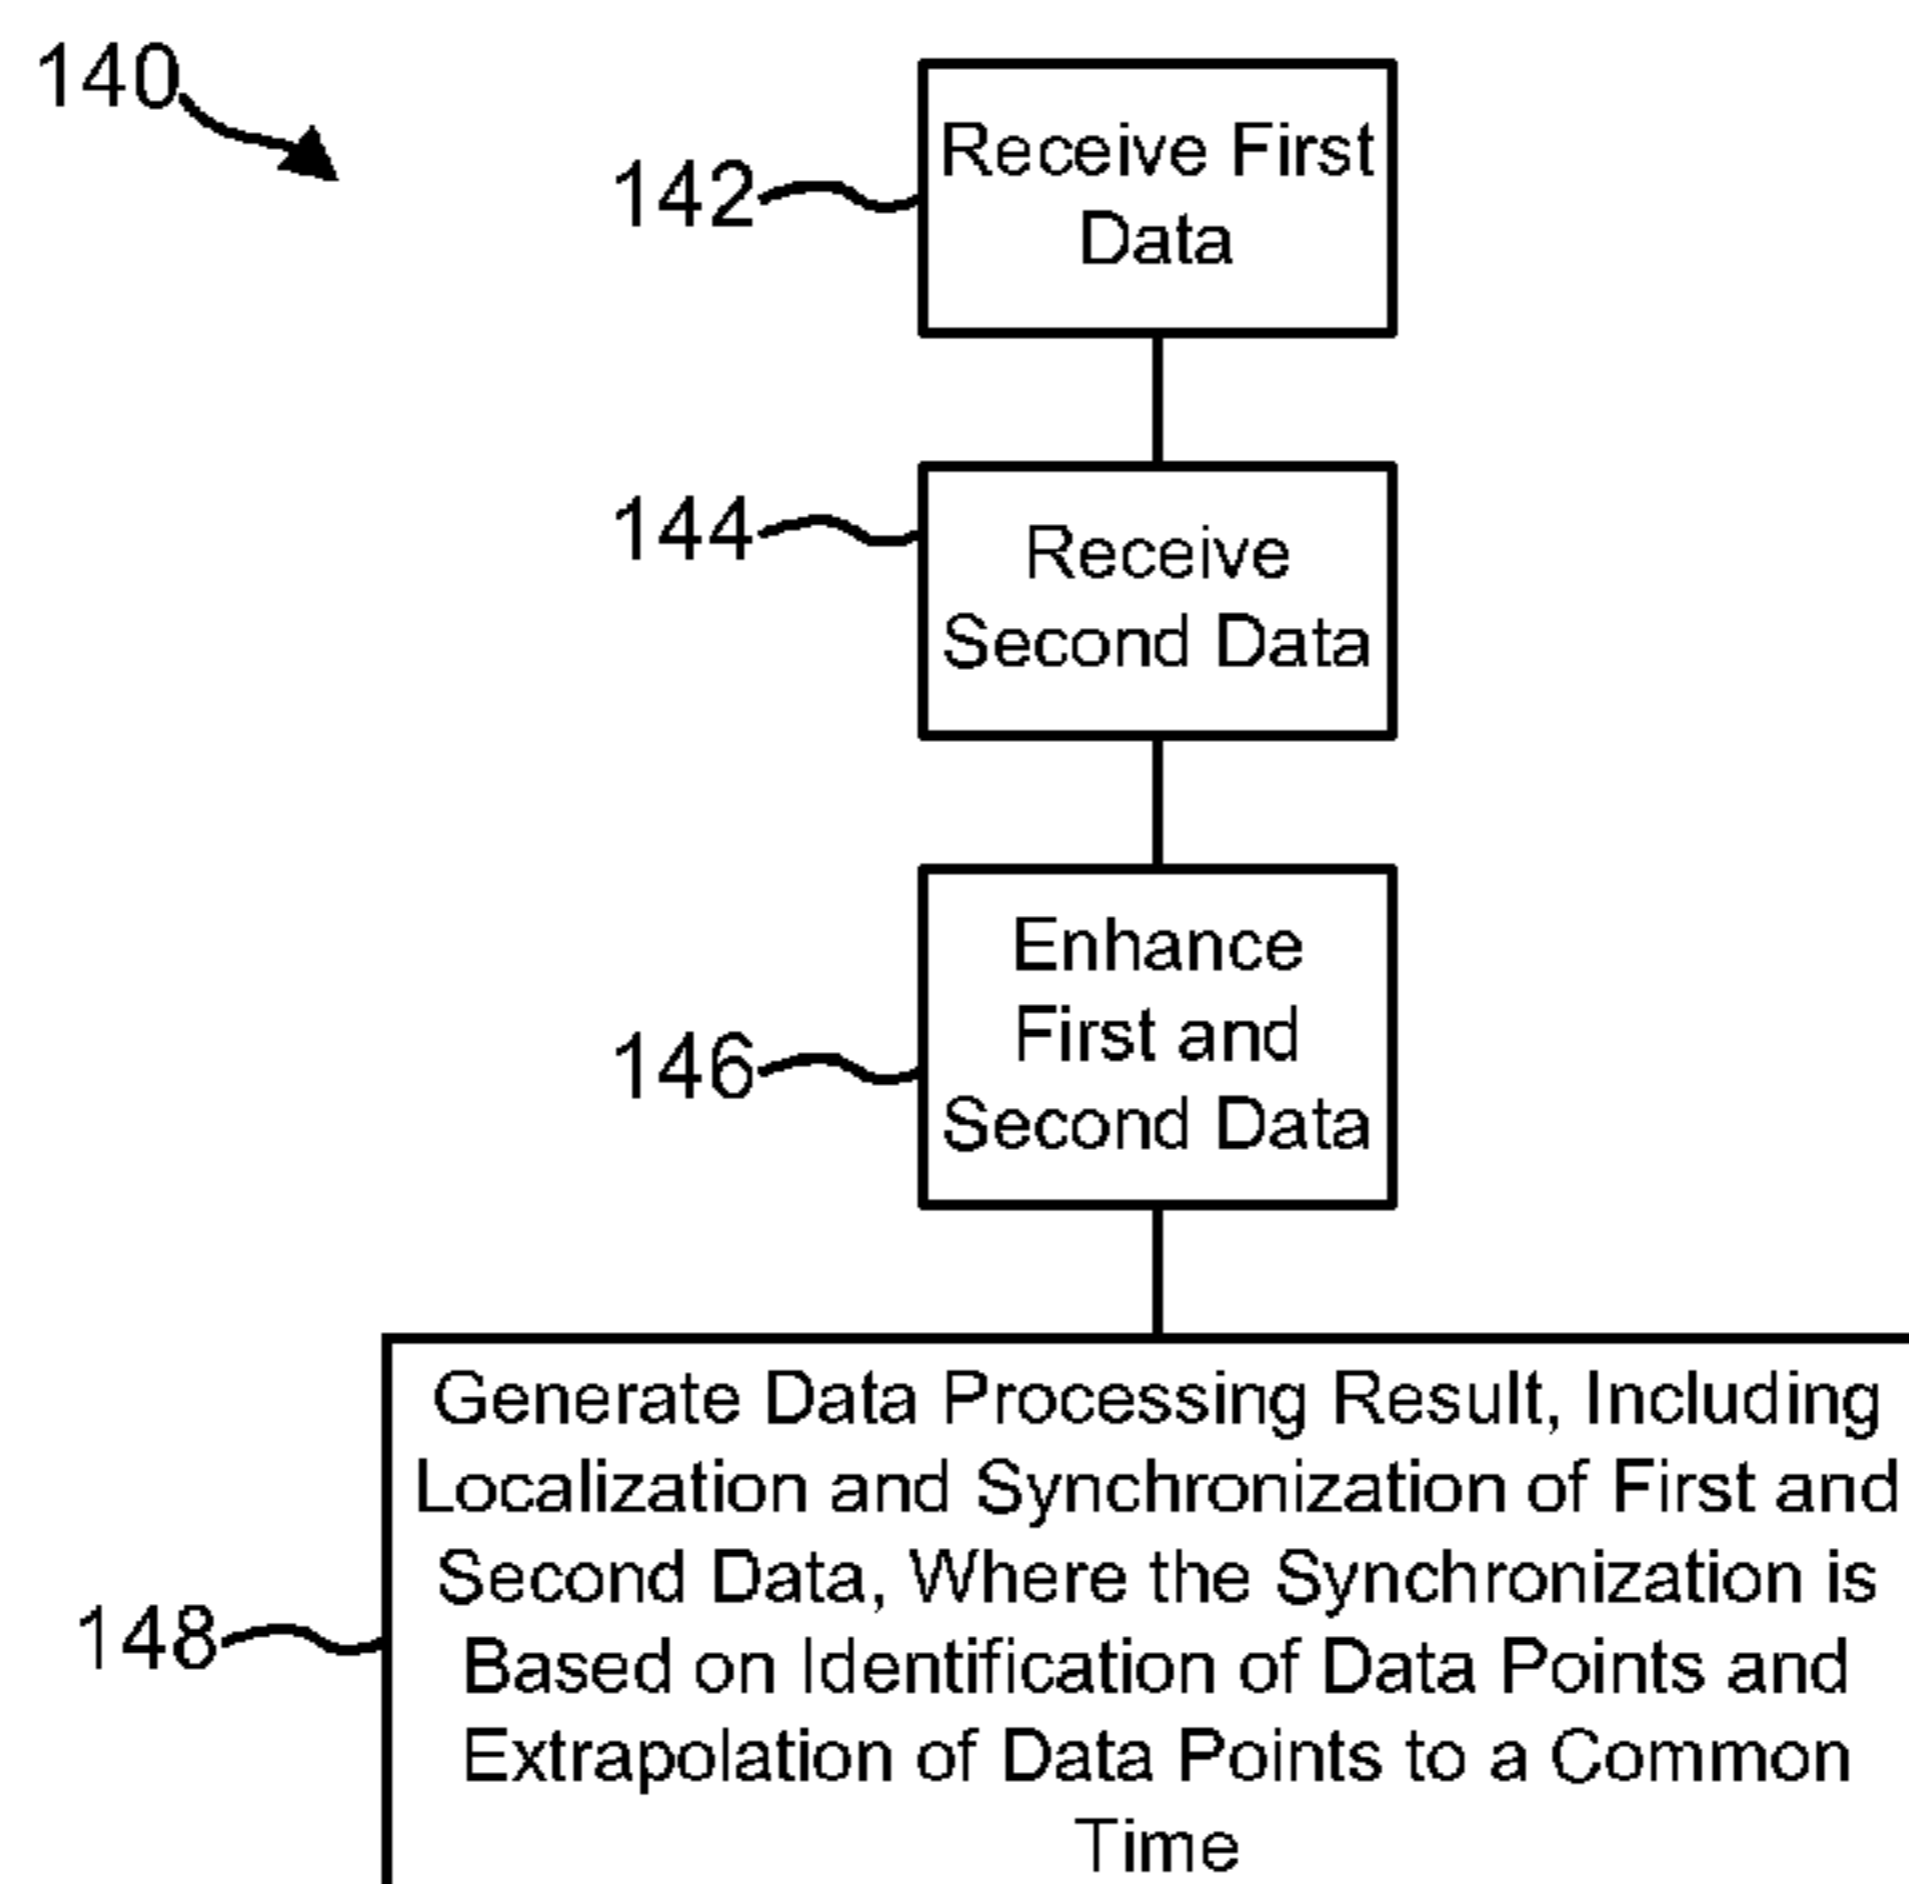 140
142
Receive First
Data
144
Receive
Second Data
146
Enhance
First and
Second Data
148
Generate Data Processing Result, Including
Localization and Synchronization of First and
Second Data, Where the Synchronization is
Based on Identification of Data Points and
Extrapolation of Data Points to a Common
Time